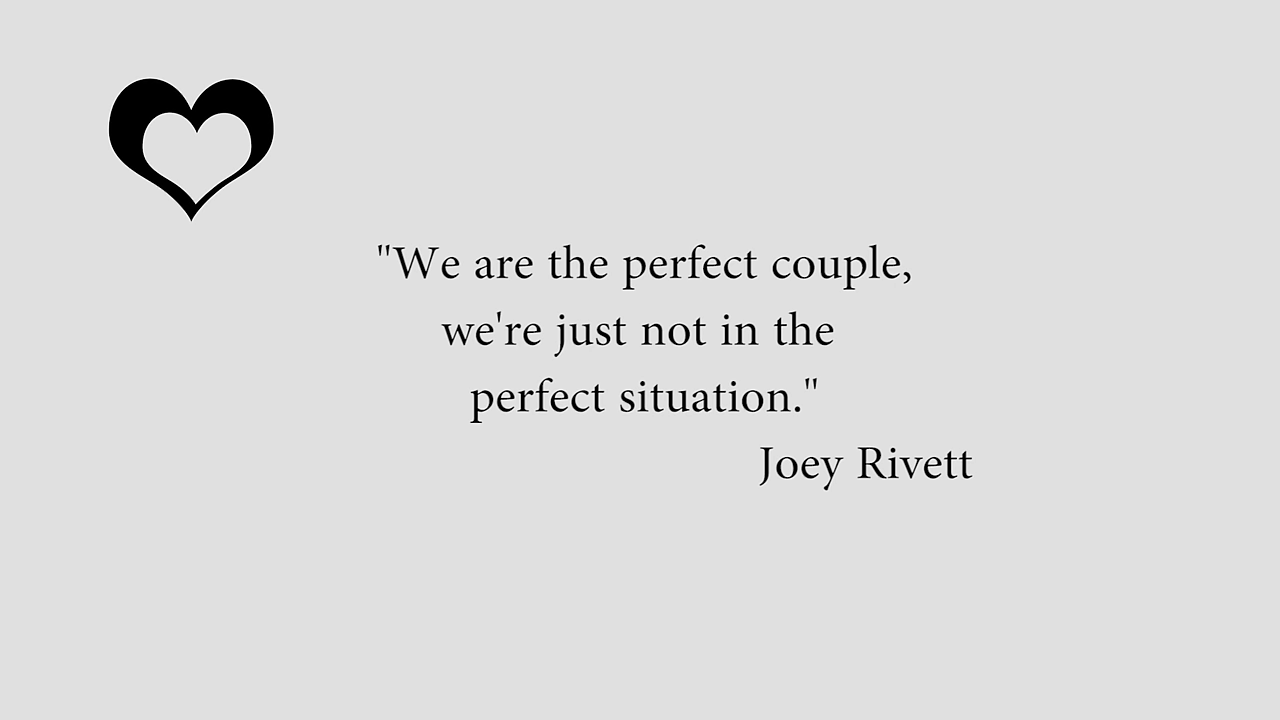 "We are the perfect couple,
we're just not in the
perfect situation."
Joey Rivett